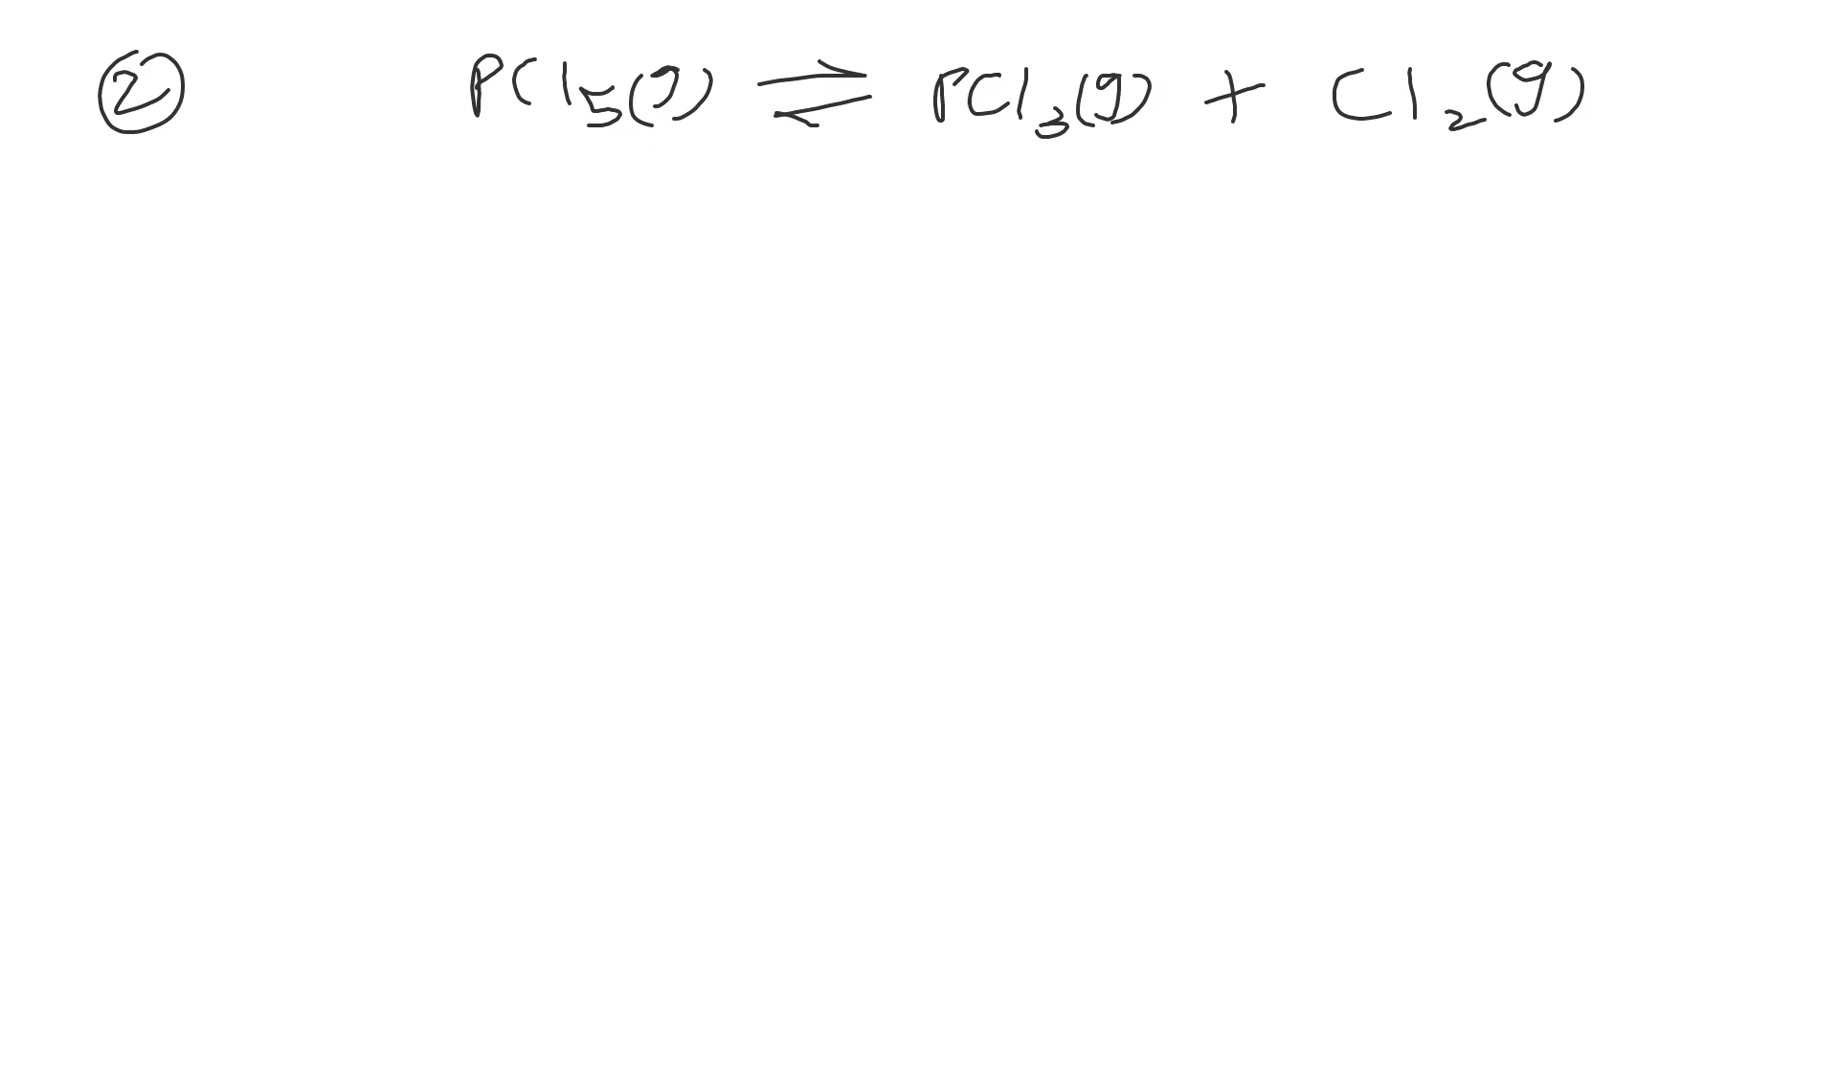 ② PCl₅(g) ⇌ PCl₃(g) + Cl₂(g)